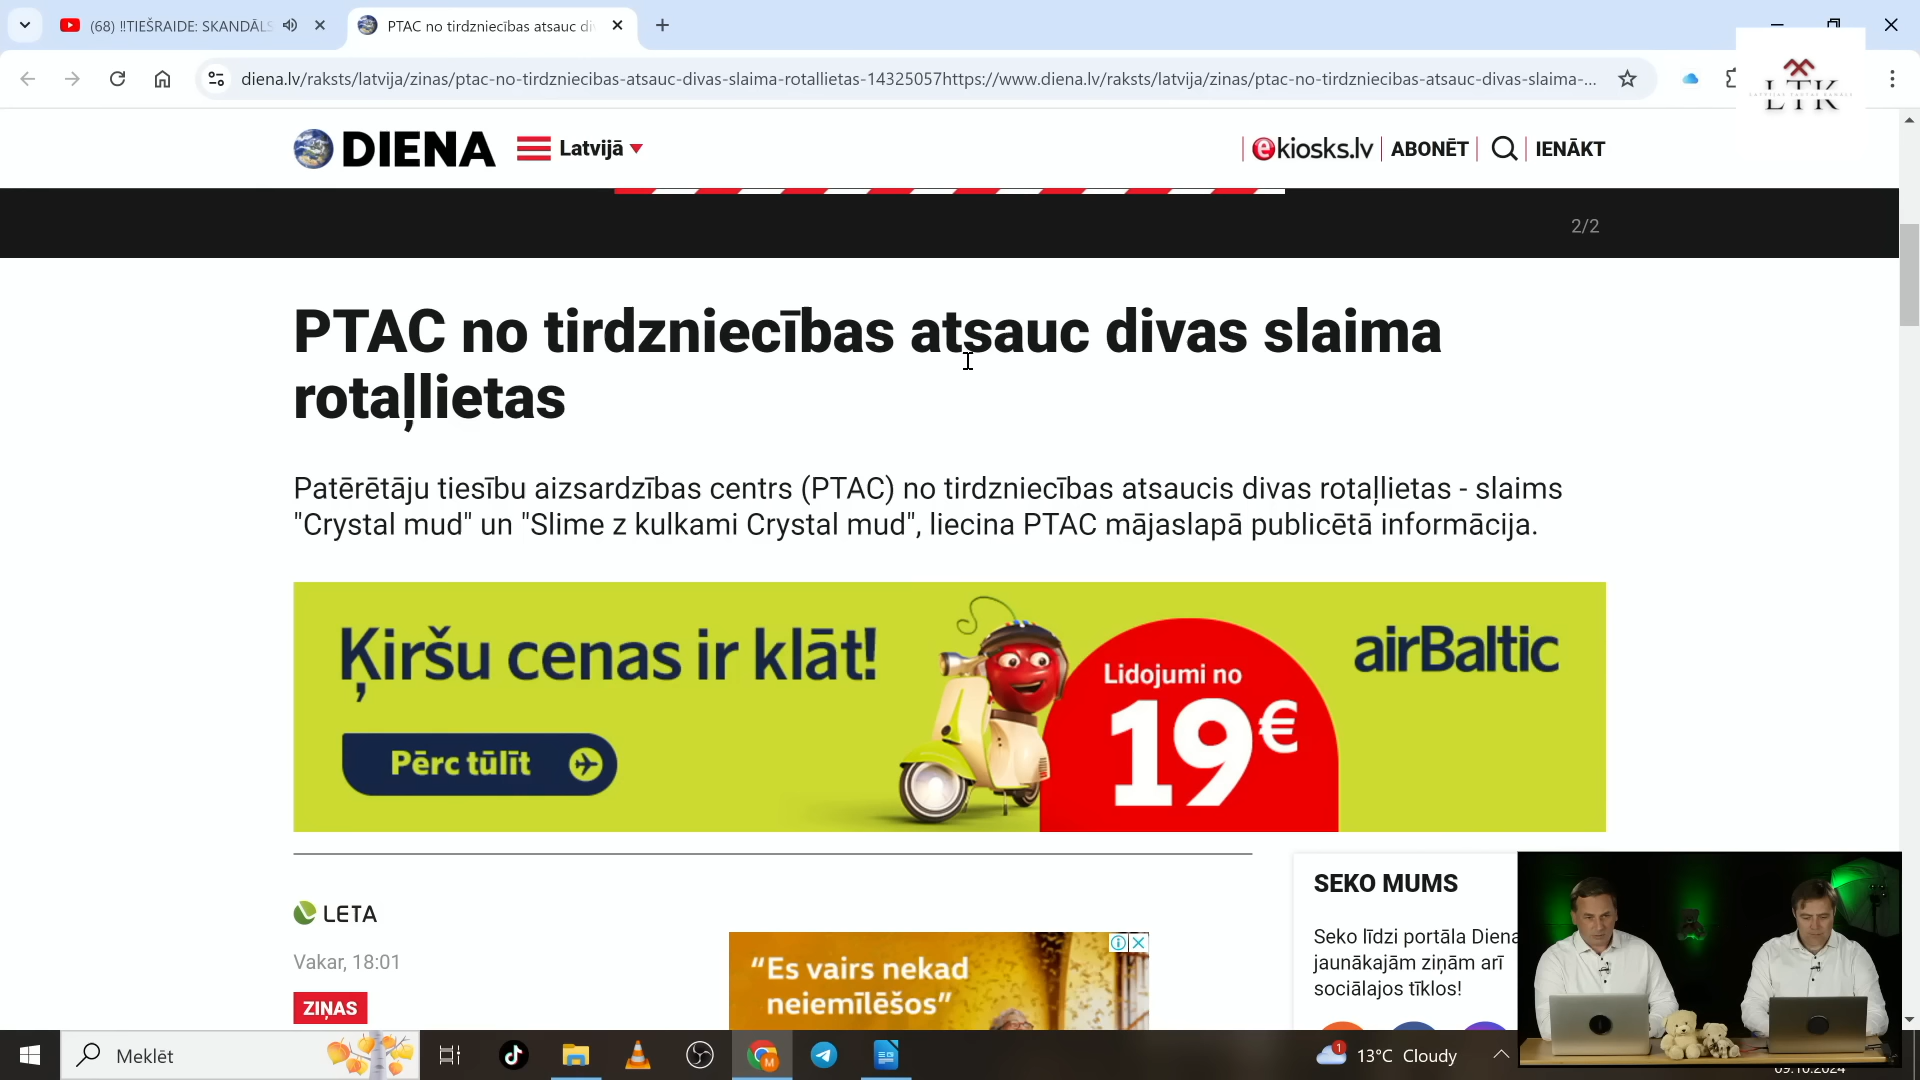 (68) !!TIEŠRAIDE: SKANDĀLS
PTAC no tirdzniecības atsauc di
diena.lv/raksts/latvija/zinas/ptac-no-tirdzniecibas-atsauc-divas-slaima-rotallietas-14325057https://www.diena.lv/raksts/latvija/zinas/ptac-no-tirdzniecibas-atsauc-divas-slaima-...
LTK
DIENA
Latvijā
ekiosks.lv
ABONĒT
IENĀKT
2/2
PTAC no tirdzniecības atsauc divas slaima
rotaļlietas
Patērētāju tiesību aizsardzības centrs (PTAC) no tirdzniecības atsaucis divas rotaļlietas - slaims
"Crystal mud" un "Slime z kulkami Crystal mud", liecina PTAC mājaslapā publicētā informācija.
Ķiršu cenas ir klāt!
Pērc tūlīt
Lidojumi no
19€
airBaltic
LETA
Vakar, 18:01
ZIŅAS
“Es vairs nekad
neiemīlēšos”
SEKO MUMS
Seko līdzi portāla Diena
jaunākajām ziņām arī
sociālajos tīklos!
Meklēt
M
1
13°C Cloudy
09.10.2024